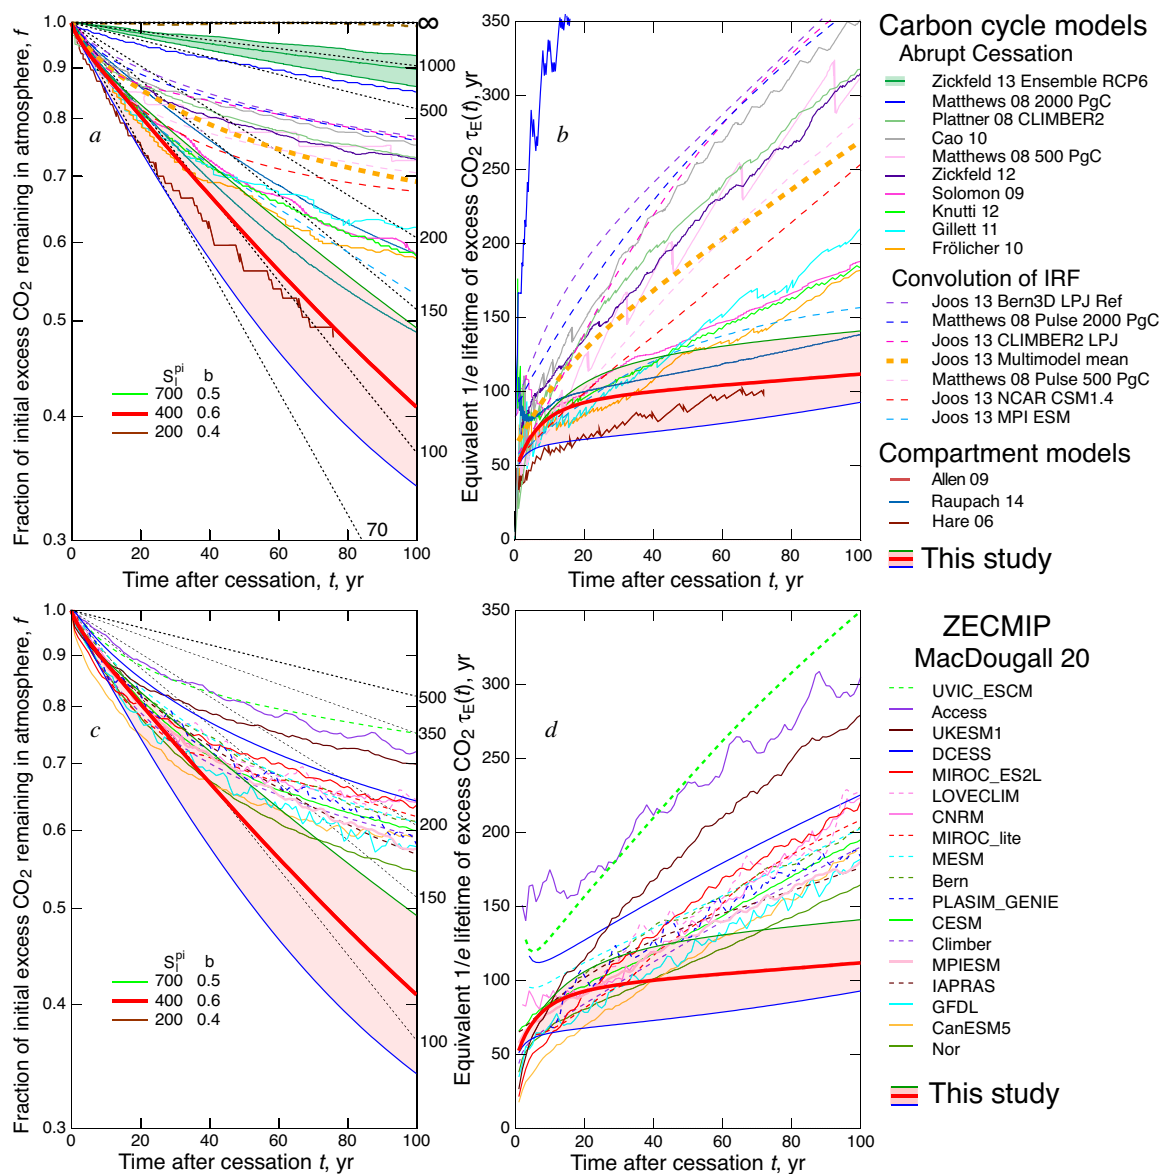 Fraction of initial excess CO2 remaining in atmosphere, f
1.0
0.9
0.8
0.7
0.6
0.5
0.4
0.3
a
∞
1000
500
200
150
100
70
S_I^pi b
700 0.5
400 0.6
200 0.4
0 20 40 60 80 100
Time after cessation, t, yr
Equivalent 1/e lifetime of excess CO2 τE(t), yr
350
300
250
200
150
100
50
0
b
0 20 40 60 80 100
Time after cessation t, yr
Carbon cycle models
Abrupt Cessation
Zickfeld 13 Ensemble RCP6
Matthews 08 2000 PgC
Plattner 08 CLIMBER2
Cao 10
Matthews 08 500 PgC
Zickfeld 12
Solomon 09
Knutti 12
Gillett 11
Frölicher 10
Convolution of IRF
Joos 13 Bern3D LPJ Ref
Matthews 08 Pulse 2000 PgC
Joos 13 CLIMBER2 LPJ
Joos 13 Multimodel mean
Matthews 08 Pulse 500 PgC
Joos 13 NCAR CSM1.4
Joos 13 MPI ESM
Compartment models
Allen 09
Raupach 14
Hare 06
This study
Fraction of initial excess CO2 remaining in atmosphere, f
1.0
0.9
0.8
0.7
0.6
0.5
0.4
0.3
c
500
350
200
150
100
S_I^pi b
700 0.5
400 0.6
200 0.4
0 20 40 60 80 100
Time after cessation t, yr
Equivalent 1/e lifetime of excess CO2 τE(t), yr
350
300
250
200
150
100
50
0
d
0 20 40 60 80 100
Time after cessation t, yr
ZECMIP
MacDougall 20
UVIC_ESCM
Access
UKESM1
DCESS
MIROC_ES2L
LOVECLIM
CNRM
MIROC_lite
MESM
Bern
PLASIM_GENIE
CESM
Climber
MPIESM
IAPRAS
GFDL
CanESM5
Nor
This study